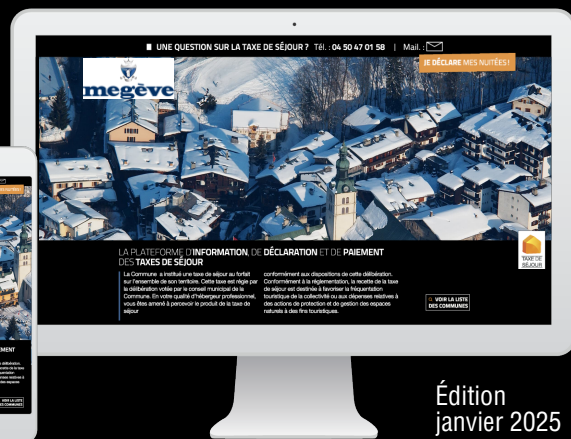 ■ UNE QUESTION SUR LA TAXE DE SÉJOUR ? Tél. : 04 50 47 01 58 | Mail. :
JE DÉCLARE MES NUITÉES !
megève
LA PLATEFORME D'INFORMATION, DE DÉCLARATION ET DE PAIEMENT
DES TAXES DE SÉJOUR
La Commune a institué une taxe de séjour au forfait
sur l'ensemble de son territoire. Cette taxe est régie par
la délibération votée par le conseil municipal de la
Commune. En votre qualité d'hébergeur professionnel,
vous êtes amené à percevoir le produit de la taxe de
séjour
conformément aux dispositions de cette délibération.
Conformément à la réglementation, la recette de la taxe
de séjour est destinée à favoriser la fréquentation
touristique de la collectivité ou aux dépenses relatives à
des actions de protection et de gestion des espaces
naturels à des fins touristiques.
VOIR LA LISTE
DES COMMUNES
TAXE DE
SÉJOUR
VOIR LA LISTE
DES COMMUNES
Édition
janvier 2025